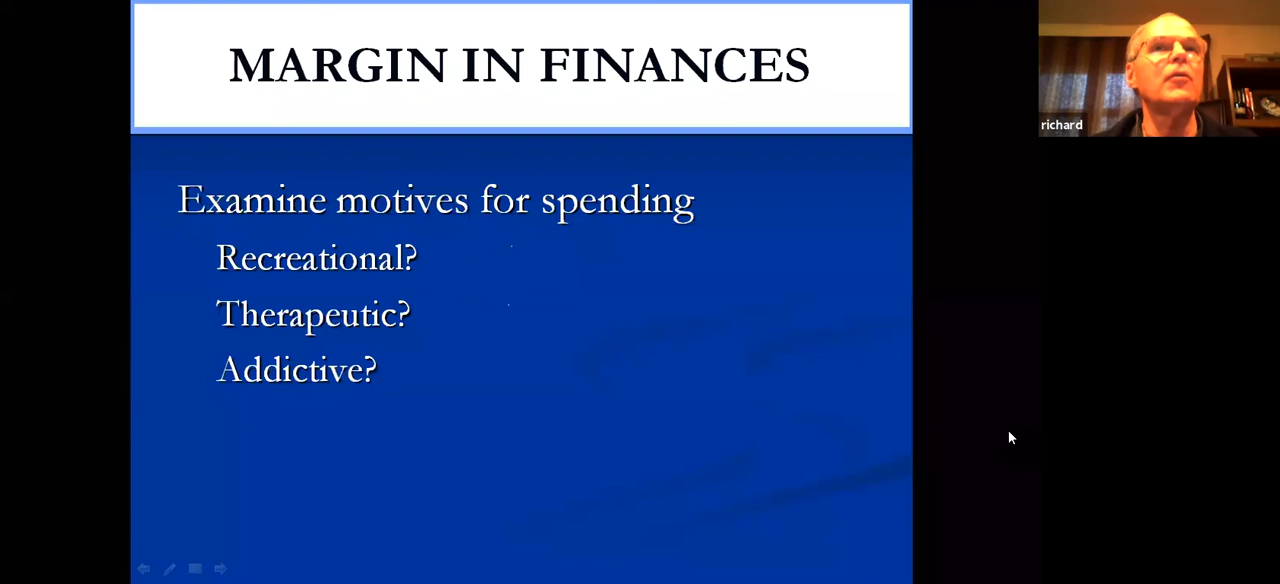 MARGIN IN FINANCES
richard
Examine motives for spending
Recreational?
Therapeutic?
Addictive?